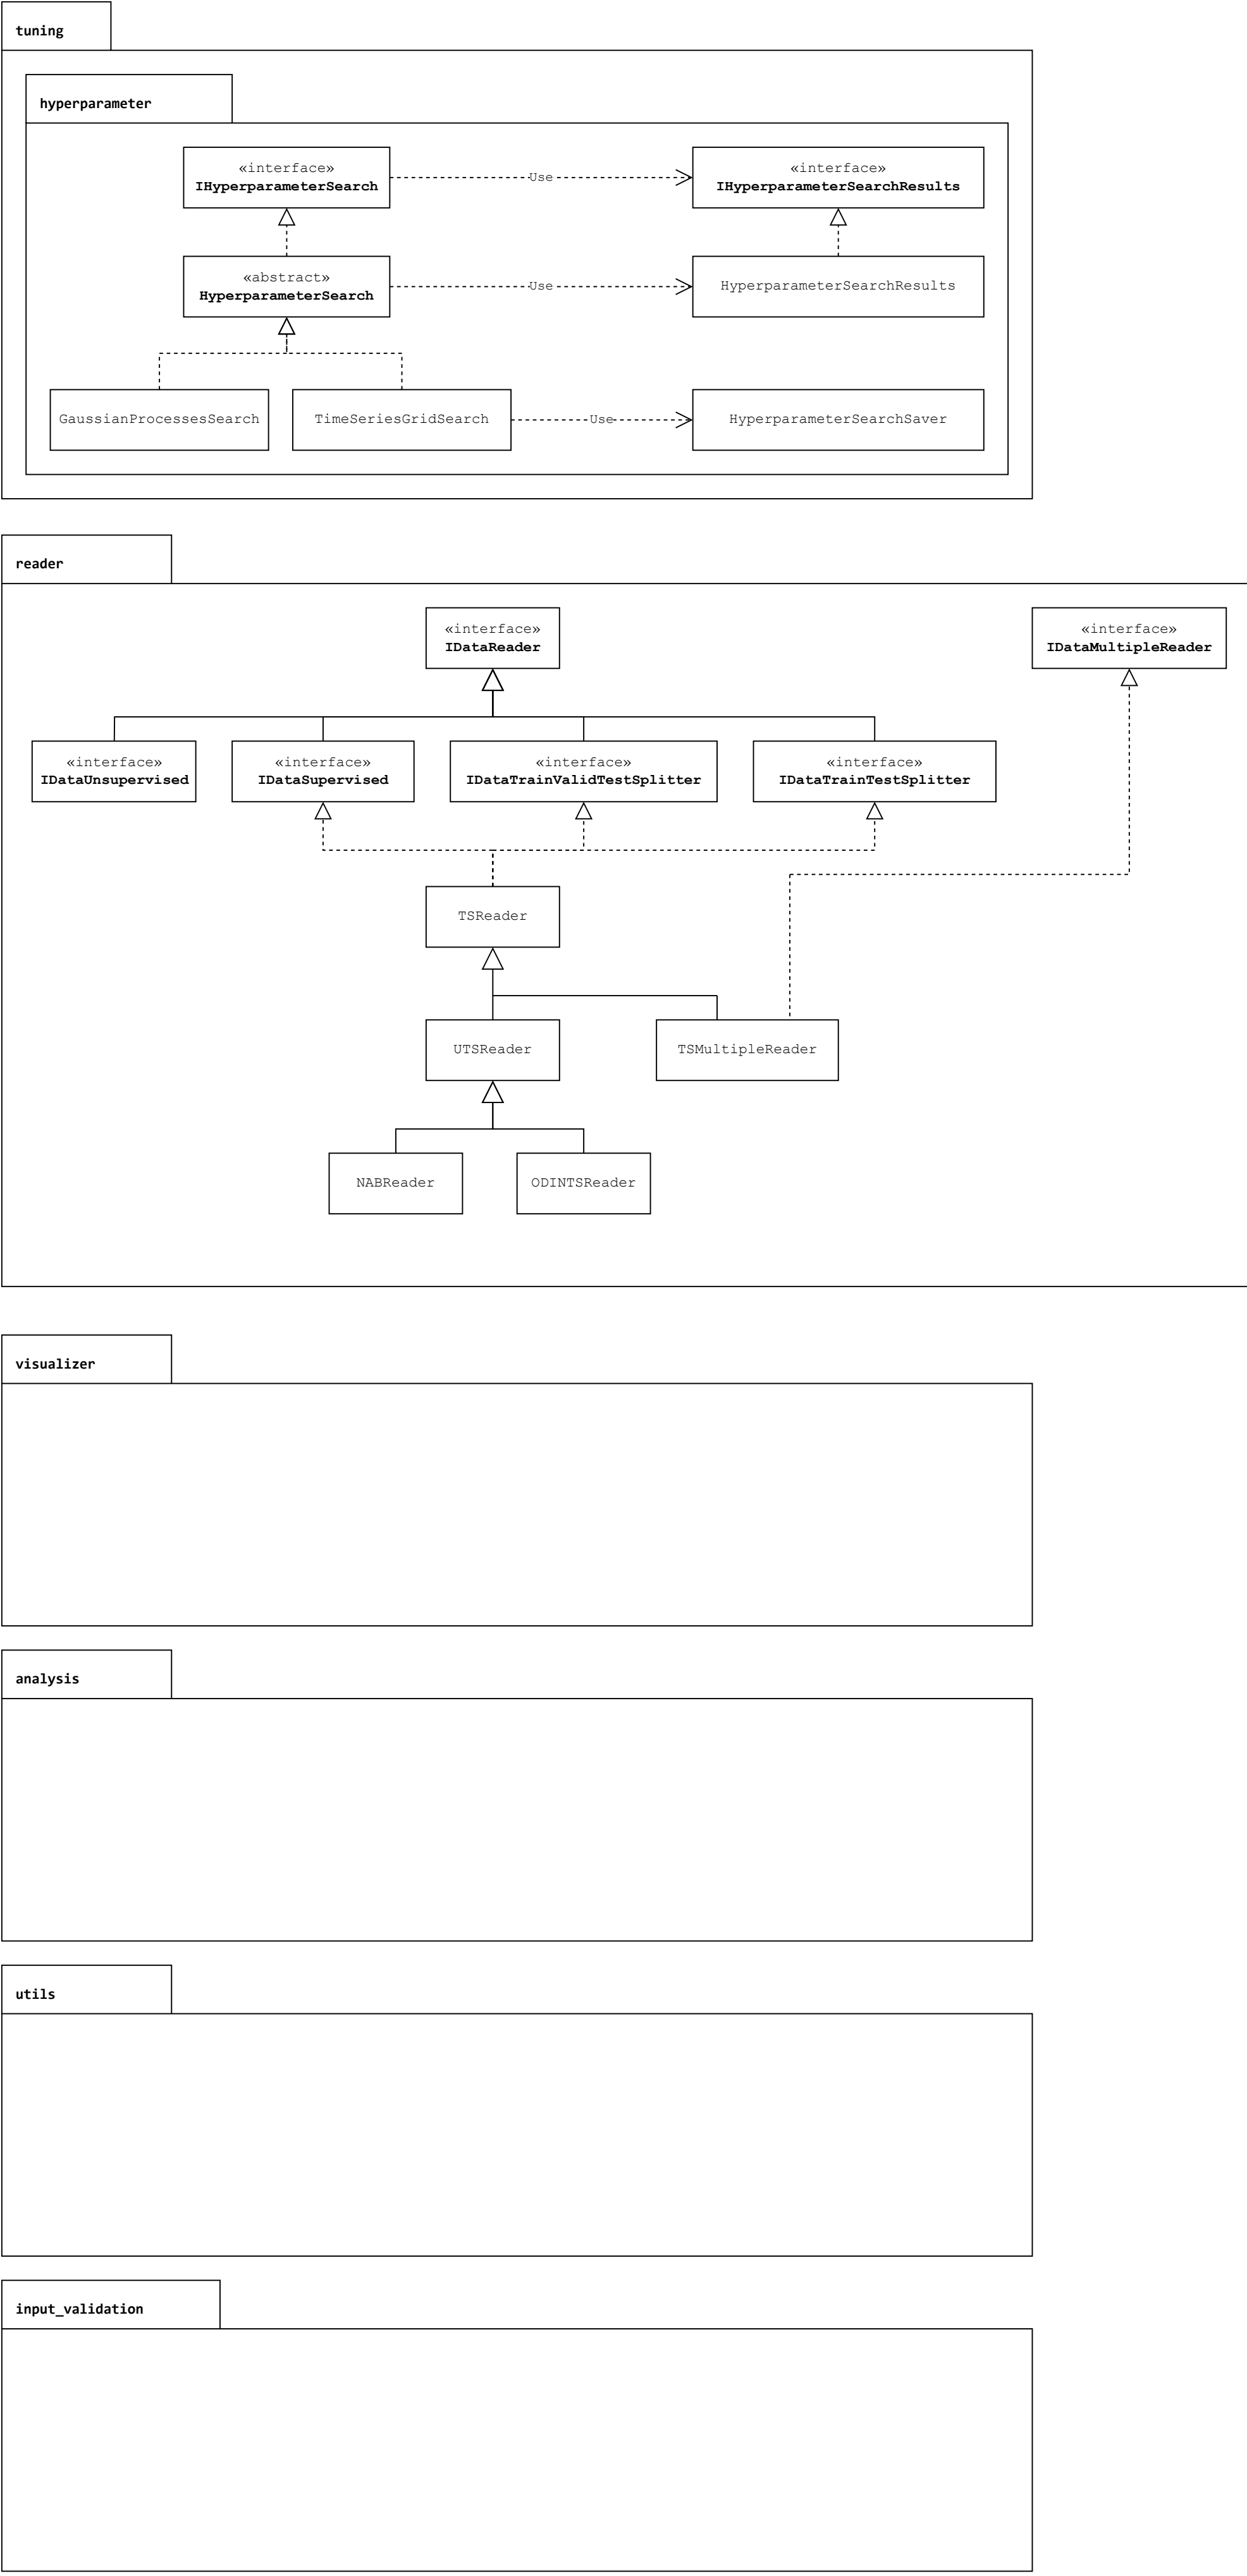 tuning
hyperparameter
«interface»
IHyperparameterSearch
Use
«interface»
IHyperparameterSearchResults
«abstract»
HyperparameterSearch
Use
HyperparameterSearchResults
GaussianProcessesSearch
TimeSeriesGridSearch
Use
HyperparameterSearchSaver
reader
«interface»
IDataReader
«interface»
IDataMultipleReader
«interface»
IDataUnsupervised
«interface»
IDataSupervised
«interface»
IDataTrainValidTestSplitter
«interface»
IDataTrainTestSplitter
TSReader
UTSReader
TSMultipleReader
NABReader
ODINTSReader
visualizer
analysis
utils
input_validation